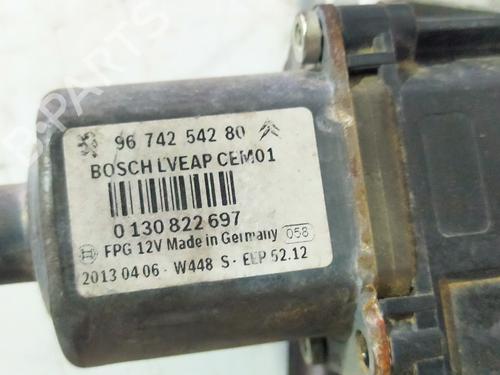 96 742 542 80
BOSCH LVEAP CEM01
0 130 822 697
FPG 12V Made in Germany 058
2013 04 06 · W448 S · EEP 52.12
B-PARTS